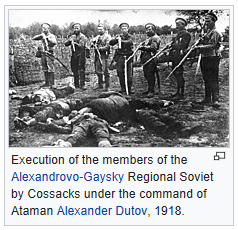 Execution of the members of the
Alexandrovo-Gaysky Regional Soviet
by Cossacks under the command of
Ataman Alexander Dutov, 1918.